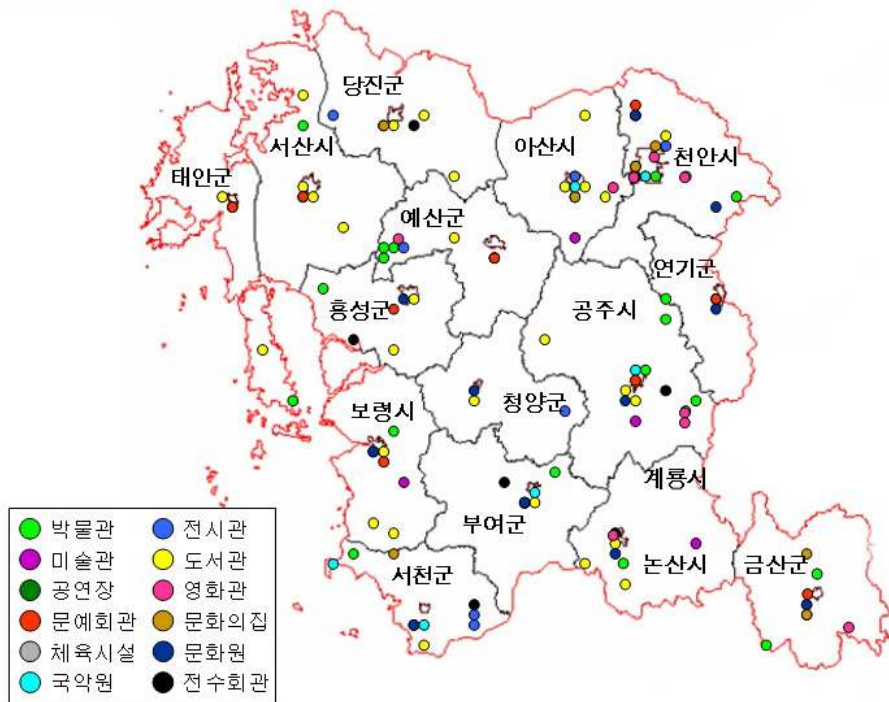 당진군
아산시
천안시
서산시
태안군
예산군
연기군
홍성군
공주시
청양군
보령시
계룡시
부여군
논산시
금산군
서천군
박물관 전시관
미술관 도서관
공연장 영화관
문예회관 문화의집
체육시설 문화원
국악원 전수회관